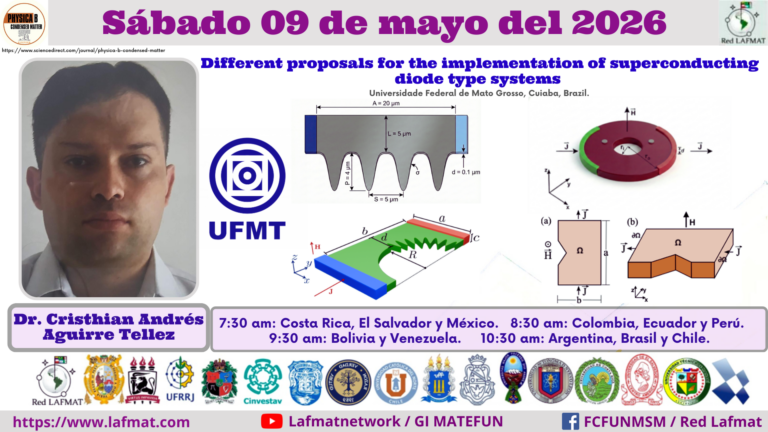 PHYSICA B
CONDENSED MATTER
Sábado 09 de mayo del 2026
Red LAFMAT
https://www.sciencedirect.com/journal/physica-b-condensed-matter
Different proposals for the implementation of superconducting
diode type systems
Universidade Federal de Mato Grosso, Cuiaba, Brazil.
A = 20 µm
L = 5 µm
P = 4 µm
α
d = 0.1 µm
S = 5 µm
UFMT
H
J
J
z
y
x
a
b
d
c
R
H
z
y
x
J
(a)
J
H
Ω
a
J
b
(b)
H
∂Ω
Ω
J
J
∂Ω
z
y
x
Dr. Cristhian Andrés
Aguirre Tellez
7:30 am: Costa Rica, El Salvador y México. 8:30 am: Colombia, Ecuador y Perú.
9:30 am: Bolivia y Venezuela. 10:30 am: Argentina, Brasil y Chile.
Red LAFMAT
UFRRJ
Cinvestav
https://www.lafmat.com
Lafmatnetwork / GI MATEFUN
FCFUNMSM / Red Lafmat